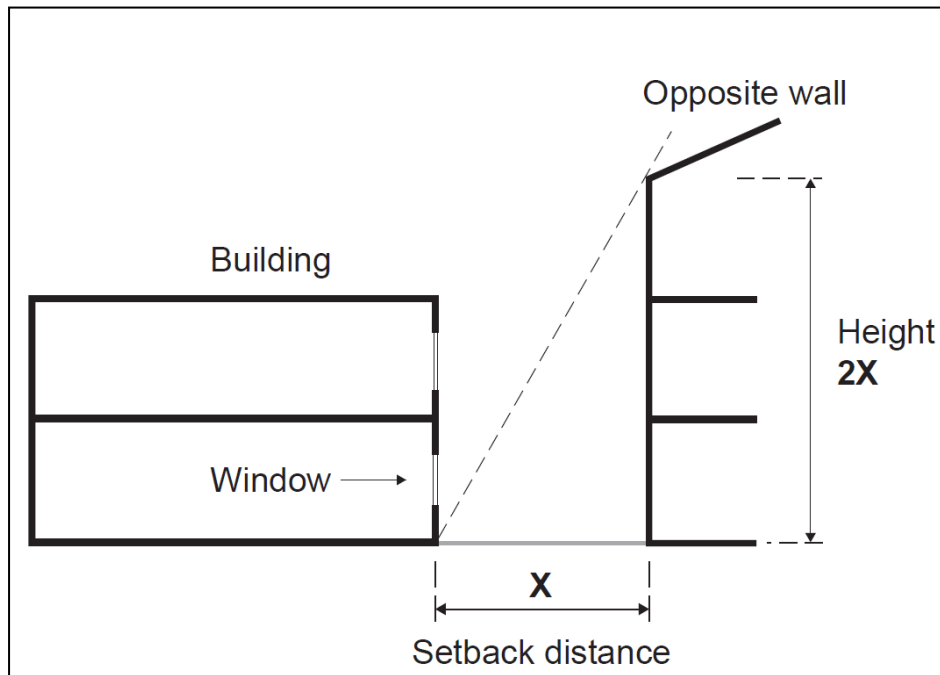 Opposite wall
Building
Height
2X
Window
X
Setback distance